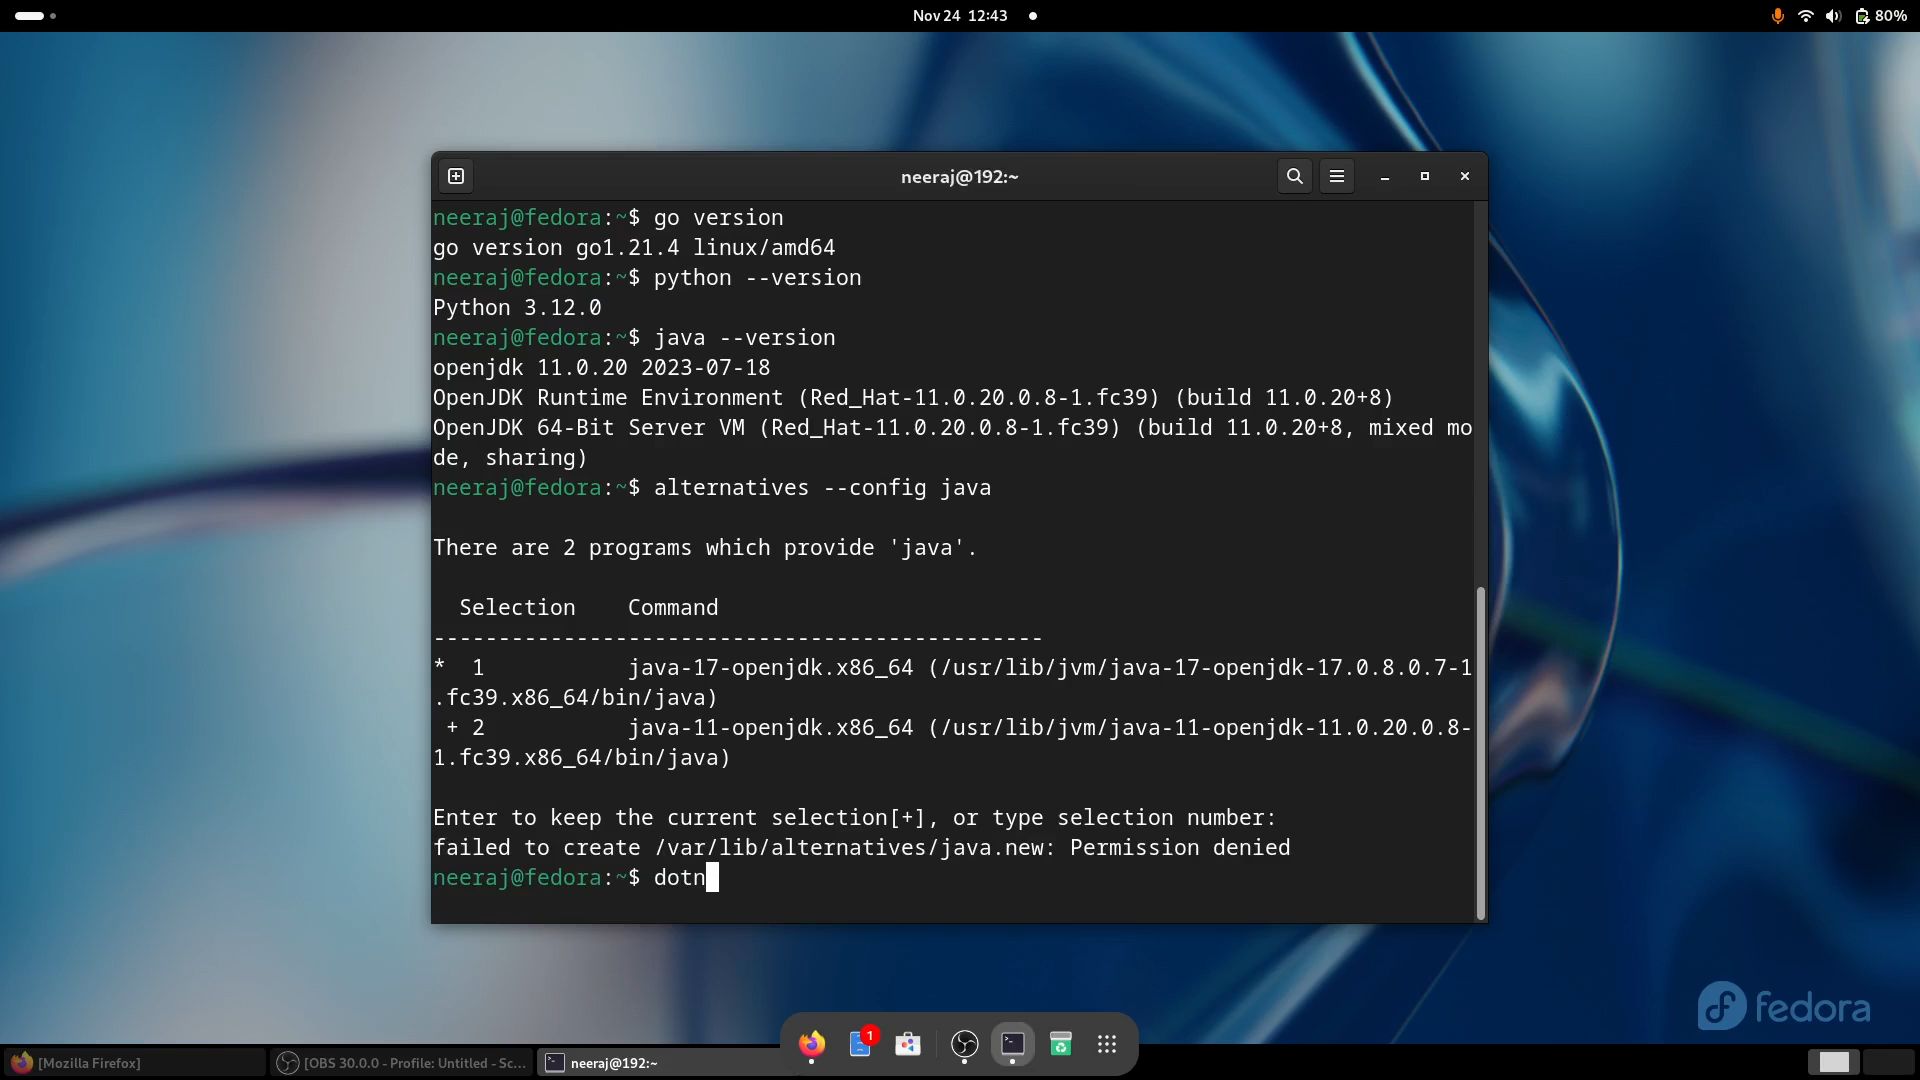 Nov 24 12:43
80%
neeraj@192:~
neeraj@fedora:~$ go version
go version go1.21.4 linux/amd64
neeraj@fedora:~$ python --version
Python 3.12.0
neeraj@fedora:~$ java --version
openjdk 11.0.20 2023-07-18
OpenJDK Runtime Environment (Red_Hat-11.0.20.0.8-1.fc39) (build 11.0.20+8)
OpenJDK 64-Bit Server VM (Red_Hat-11.0.20.0.8-1.fc39) (build 11.0.20+8, mixed mo
de, sharing)
neeraj@fedora:~$ alternatives --config java
There are 2 programs which provide 'java'.
  Selection    Command
-----------------------------------------------
*  1           java-17-openjdk.x86_64 (/usr/lib/jvm/java-17-openjdk-17.0.8.0.7-1
.fc39.x86_64/bin/java)
 + 2           java-11-openjdk.x86_64 (/usr/lib/jvm/java-11-openjdk-11.0.20.0.8-
1.fc39.x86_64/bin/java)
Enter to keep the current selection[+], or type selection number:
failed to create /var/lib/alternatives/java.new: Permission denied
neeraj@fedora:~$ dotn
fedora
1
[Mozilla Firefox]
[OBS 30.0.0 - Profile: Untitled - Sc...
neeraj@192:~